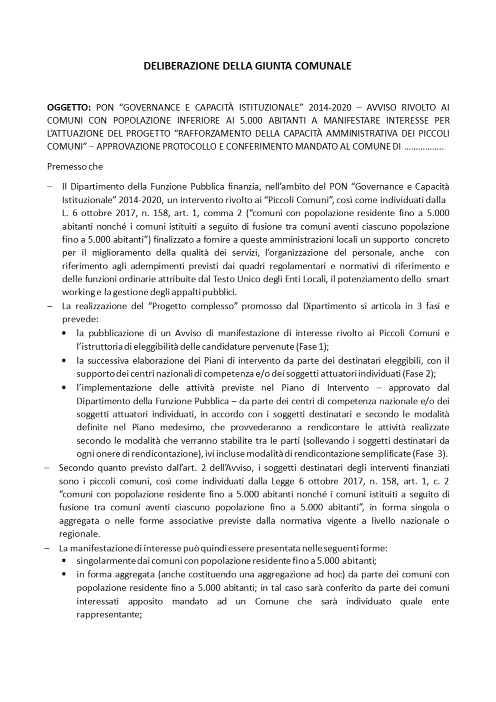 DELIBERAZIONE DELLA GIUNTA COMUNALE
OGGETTO: PON “GOVERNANCE E CAPACITÀ ISTITUZIONALE” 2014-2020 – AVVISO RIVOLTO AI
COMUNI CON POPOLAZIONE INFERIORE AI 5.000 ABITANTI A MANIFESTARE INTERESSE PER
L’ATTUAZIONE DEL PROGETTO “RAFFORZAMENTO DELLA CAPACITÀ AMMINISTRATIVA DEI PICCOLI
COMUNI” – APPROVAZIONE PROTOCOLLO E CONFERIMENTO MANDATO AL COMUNE DI ……………..
Premesso che
– Il Dipartimento della Funzione Pubblica finanzia, nell’ambito del PON “Governance e Capacità
Istituzionale” 2014-2020, un intervento rivolto ai “Piccoli Comuni”, così come individuati dalla
L. 6 ottobre 2017, n. 158, art. 1, comma 2 (“comuni con popolazione residente fino a 5.000
abitanti nonché i comuni istituiti a seguito di fusione tra comuni aventi ciascuno popolazione
fino a 5.000 abitanti”) finalizzato a fornire a queste amministrazioni locali un supporto concreto
per il miglioramento della qualità dei servizi, l’organizzazione del personale, anche con
riferimento agli adempimenti previsti dai quadri regolamentari e normativi di riferimento e
delle funzioni ordinarie attribuite dal Testo Unico degli Enti Locali, il potenziamento dello smart
working e la gestione degli appalti pubblici.
– La realizzazione del “Progetto complesso” promosso dal Dipartimento si articola in 3 fasi e
prevede:
• la pubblicazione di un Avviso di manifestazione di interesse rivolto ai Piccoli Comuni e
l’istruttoria di eleggibilità delle candidature pervenute (Fase 1);
• la successiva elaborazione dei Piani di intervento da parte dei destinatari eleggibili, con il
supporto dei centri nazionali di competenza e/o dei soggetti attuatori individuati (Fase 2);
• l’implementazione delle attività previste nel Piano di Intervento – approvato dal
Dipartimento della Funzione Pubblica – da parte dei centri di competenza nazionale e/o dei
soggetti attuatori individuati, in accordo con i soggetti destinatari e secondo le modalità
definite nel Piano medesimo, che provvederanno a rendicontare le attività realizzate
secondo le modalità che verranno stabilite tra le parti (sollevando i soggetti destinatari da
ogni onere di rendicontazione), ivi incluse modalità di rendicontazione semplificate (Fase 3).
– Secondo quanto previsto dall’art. 2 dell’Avviso, i soggetti destinatari degli interventi finanziati
sono i piccoli comuni, così come individuati dalla Legge 6 ottobre 2017, n. 158, art. 1, c. 2
“comuni con popolazione residente fino a 5.000 abitanti nonché i comuni istituiti a seguito di
fusione tra comuni aventi ciascuno popolazione fino a 5.000 abitanti”, in forma singola o
aggregata o nelle forme associative previste dalla normativa vigente a livello nazionale o
regionale.
– La manifestazione di interesse può quindi essere presentata nelle seguenti forme:
▪ singolarmente dai comuni con popolazione residente fino a 5.000 abitanti;
▪ in forma aggregata (anche costituendo una aggregazione ad hoc) da parte dei comuni con
popolazione residente fino a 5.000 abitanti; in tal caso sarà conferito da parte dei comuni
interessati apposito mandato ad un Comune che sarà individuato quale ente
rappresentante;